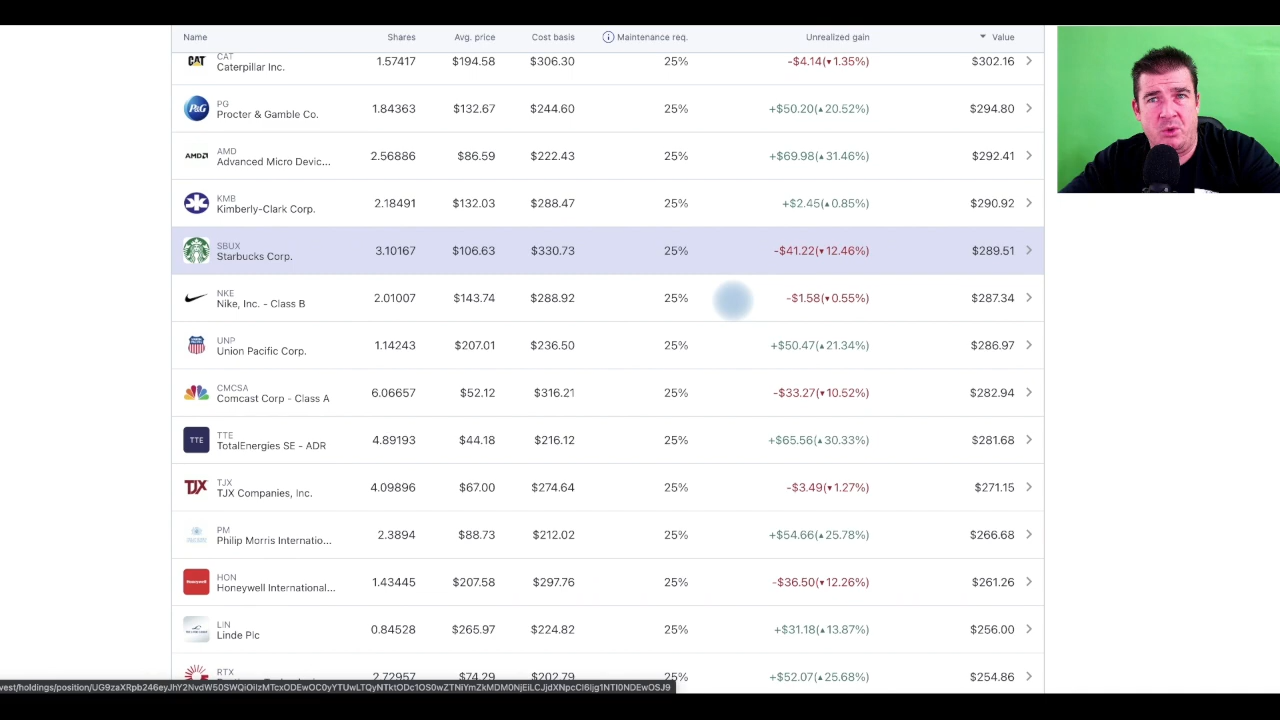 Name Shares Avg. price Cost basis Maintenance req. Unrealized gain Value
CAT
CAT
Caterpillar Inc. 1.57417 $194.58 $306.30 25% -$4.14(▼1.35%) $302.16
P&G
PG
Procter & Gamble Co. 1.84363 $132.67 $244.60 25% +$50.20(▲20.52%) $294.80
AMD
AMD
Advanced Micro Devic... 2.56886 $86.59 $222.43 25% +$69.98(▲31.46%) $292.41
KMB
Kimberly-Clark Corp. 2.18491 $132.03 $288.47 25% +$2.45(▲0.85%) $290.92
SBUX
Starbucks Corp. 3.10167 $106.63 $330.73 25% -$41.22(▼12.46%) $289.51
NKE
Nike, Inc. - Class B 2.01007 $143.74 $288.92 25% -$1.58(▼0.55%) $287.34
UNP
Union Pacific Corp. 1.14243 $207.01 $236.50 25% +$50.47(▲21.34%) $286.97
CMCSA
Comcast Corp - Class A 6.06657 $52.12 $316.21 25% -$33.27(▼10.52%) $282.94
TTE
TTE
TotalEnergies SE - ADR 4.89193 $44.18 $216.12 25% +$65.56(▲30.33%) $281.68
TJX
TJX
TJX Companies, Inc. 4.09896 $67.00 $274.64 25% -$3.49(▼1.27%) $271.15
PM
Philip Morris Internatio... 2.3894 $88.73 $212.02 25% +$54.66(▲25.78%) $266.68
Honeywell
HON
Honeywell International... 1.43445 $207.58 $297.76 25% -$36.50(▼12.26%) $261.26
LIN
Linde Plc 0.84528 $265.97 $224.82 25% +$31.18(▲13.87%) $256.00
RTX
2.72957 $74.29 $202.79 25% +$52.07(▲25.68%) $254.86